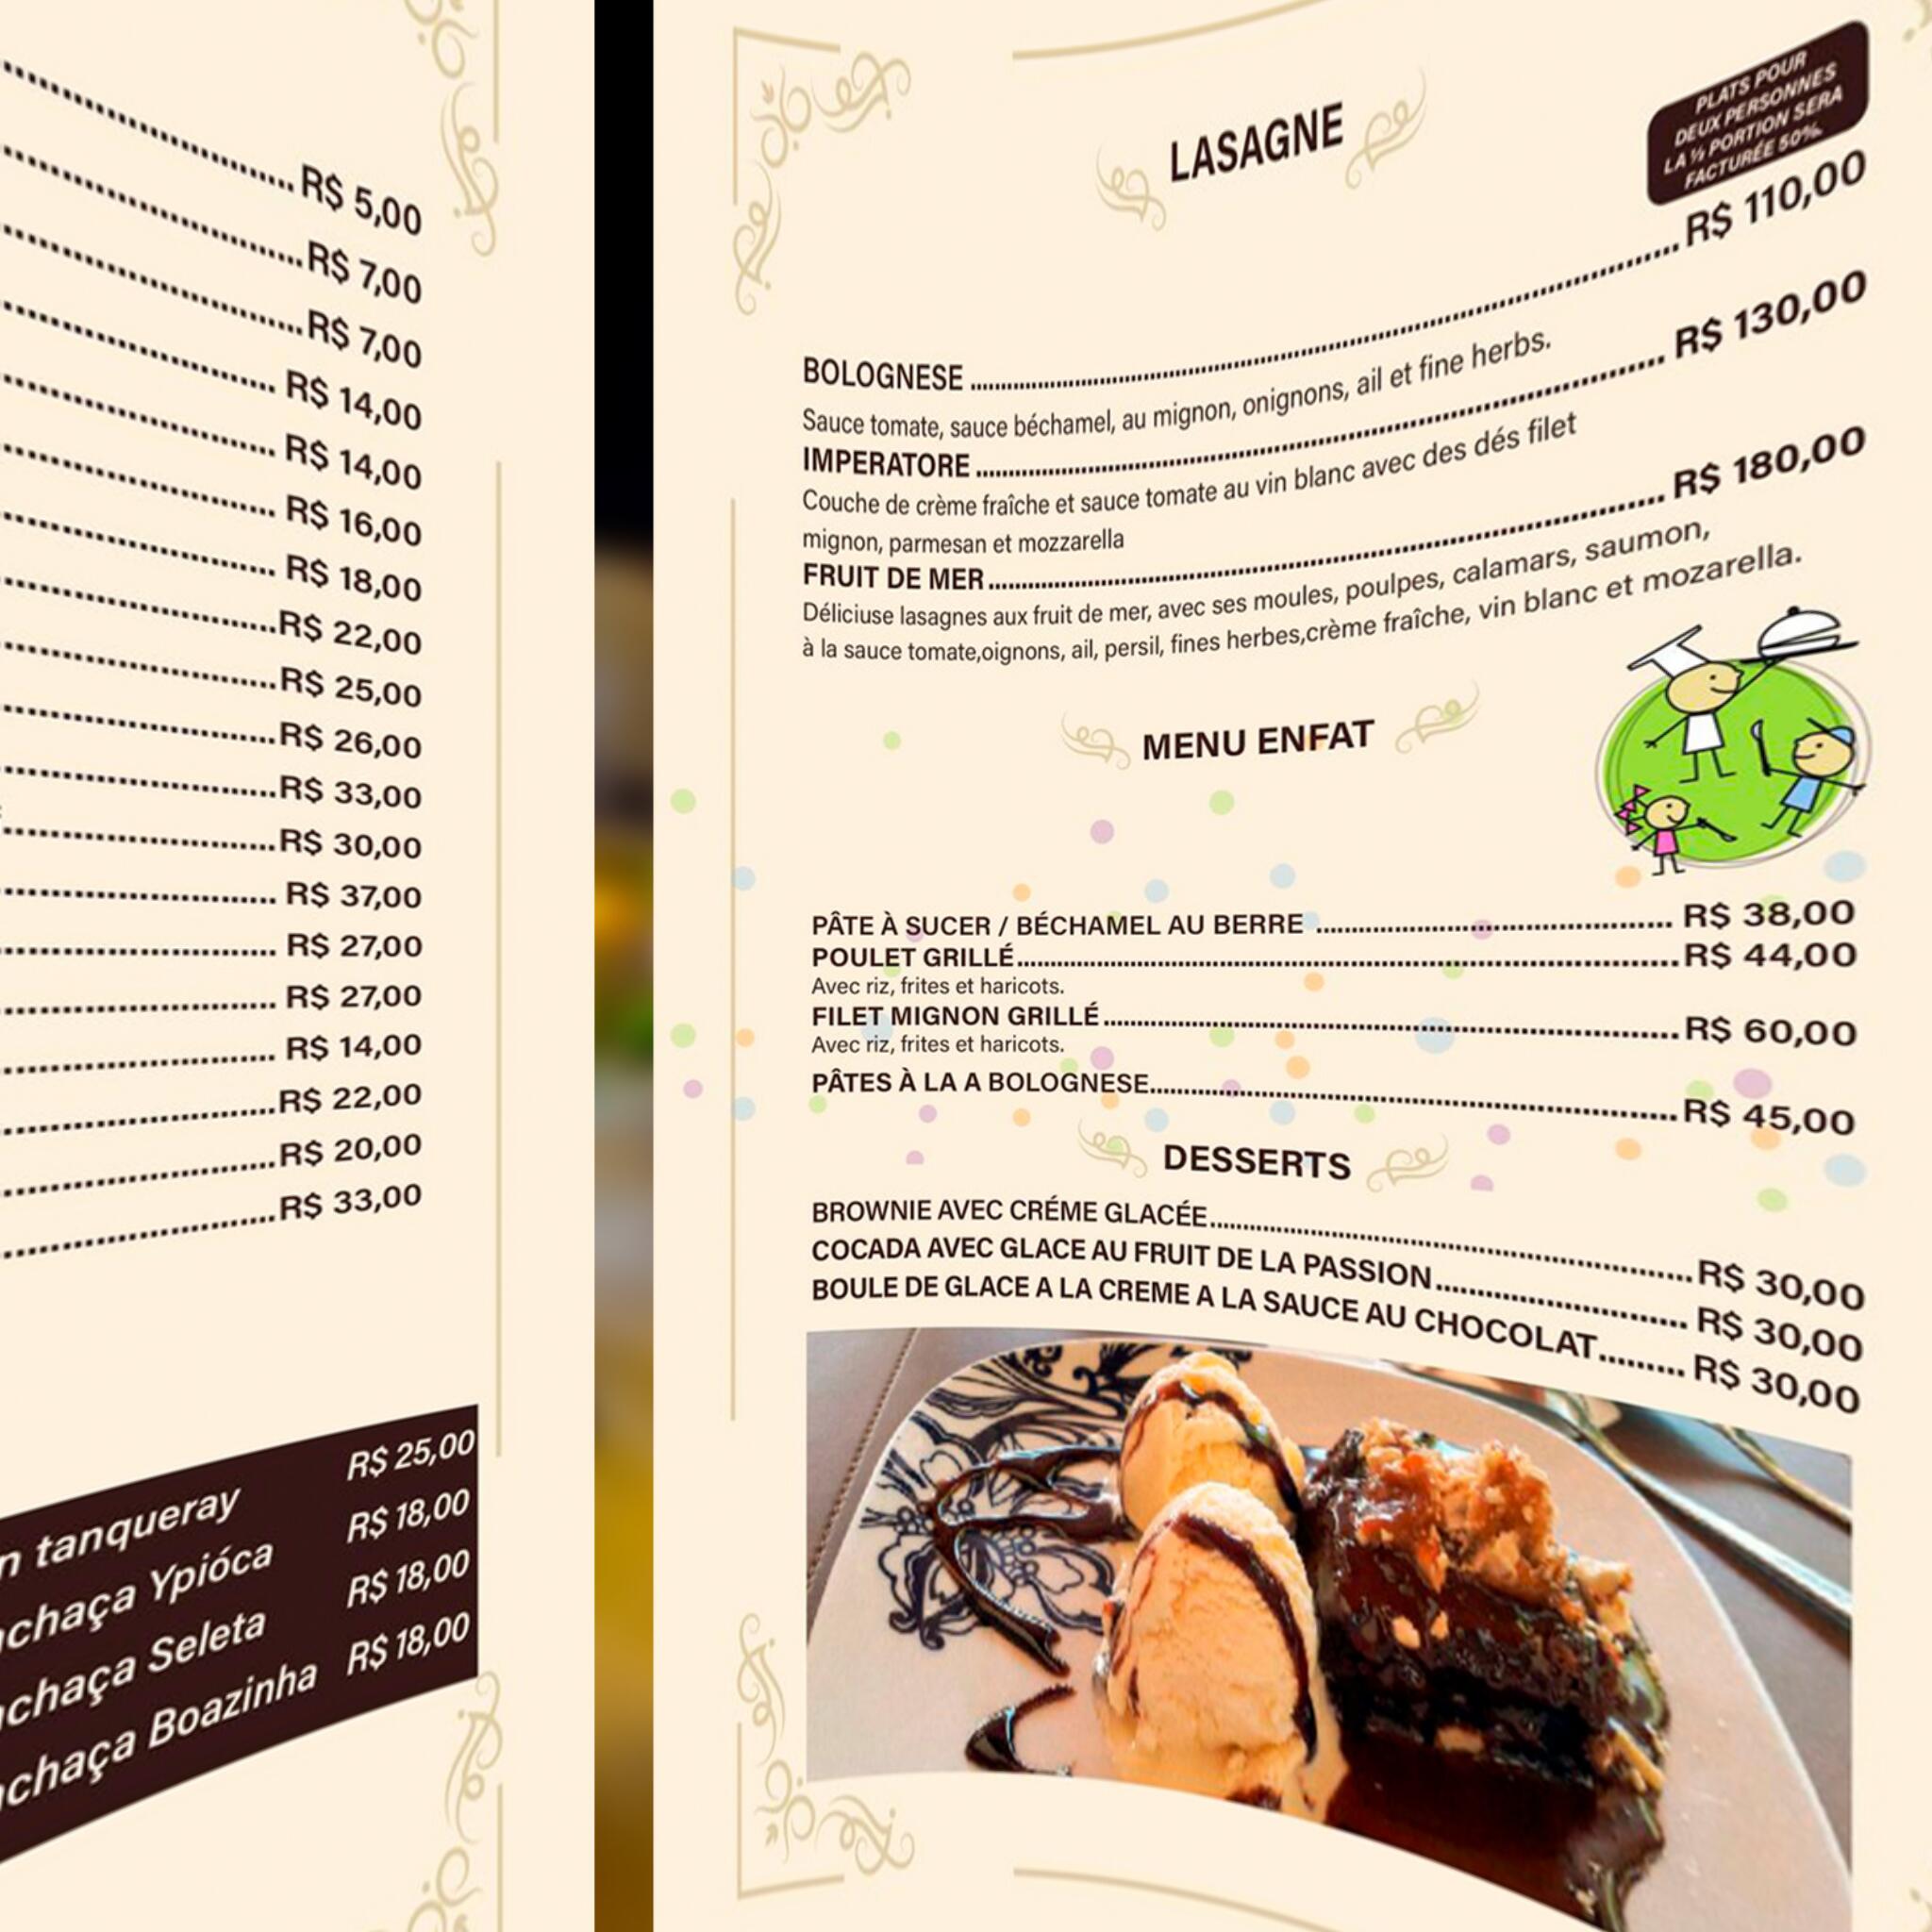 R$ 5,00
R$ 7,00
R$ 7,00
R$ 14,00
R$ 14,00
R$ 16,00
R$ 18,00
R$ 22,00
R$ 25,00
R$ 26,00
R$ 33,00
R$ 30,00
R$ 37,00
R$ 27,00
R$ 27,00
R$ 14,00
R$ 22,00
R$ 20,00
R$ 33,00
tanqueray R$ 25,00
Ypióca R$ 18,00
Seleta R$ 18,00
Boazinha R$ 18,00
LASAGNE
PLATS POUR
DEUX PERSONNES
LA ½ PORTION SERA
FACTURÉE 50%.
BOLOGNESE R$ 110,00
Sauce tomate, sauce béchamel, au mignon, onignons, ail et fine herbs.
IMPERATORE R$ 130,00
Couche de crème fraîche et sauce tomate au vin blanc avec des dés filet
mignon, parmesan et mozzarella
FRUIT DE MER R$ 180,00
Déliciuse lasagnes aux fruit de mer, avec ses moules, poulpes, calamars, saumon,
à la sauce tomate,oignons, ail, persil, fines herbes,crème fraîche, vin blanc et mozarella.
MENU ENFAT
PÂTE À SUCER / BÉCHAMEL AU BERRE R$ 38,00
POULET GRILLÉ R$ 44,00
Avec riz, frites et haricots.
FILET MIGNON GRILLÉ R$ 60,00
Avec riz, frites et haricots.
PÂTES À LA A BOLOGNESE R$ 45,00
DESSERTS
BROWNIE AVEC CRÉME GLACÉE R$ 30,00
COCADA AVEC GLACE AU FRUIT DE LA PASSION R$ 30,00
BOULE DE GLACE A LA CREME A LA SAUCE AU CHOCOLAT R$ 30,00